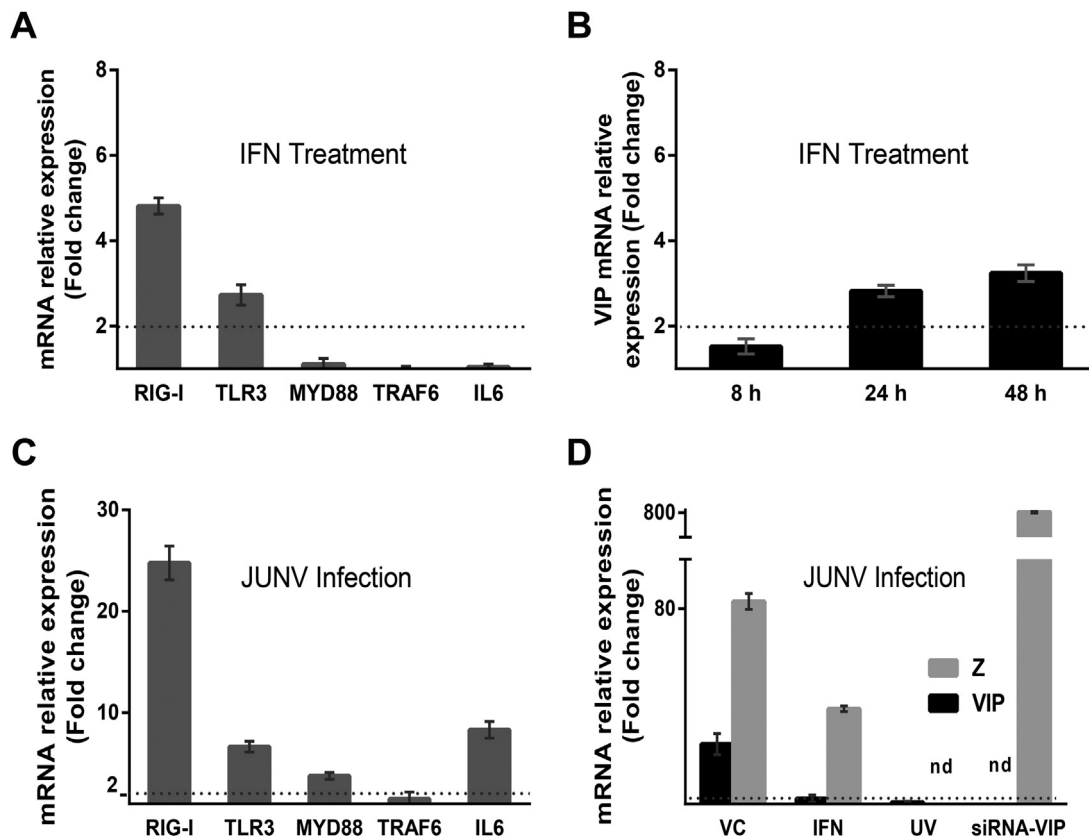 A
mRNA relative expression
(Fold change)
8
6
4
2
IFN Treatment
RIG-I TLR3 MYD88 TRAF6 IL6
B
VIP mRNA relative
expression (Fold change)
8
6
4
2
IFN Treatment
8 h 24 h 48 h
C
mRNA relative expression
(Fold change)
30
20
10
2
JUNV Infection
RIG-I TLR3 MYD88 TRAF6 IL6
D
mRNA relative expression
(Fold change)
800
80
JUNV Infection
Z
VIP
nd nd
VC IFN UV siRNA-VIP